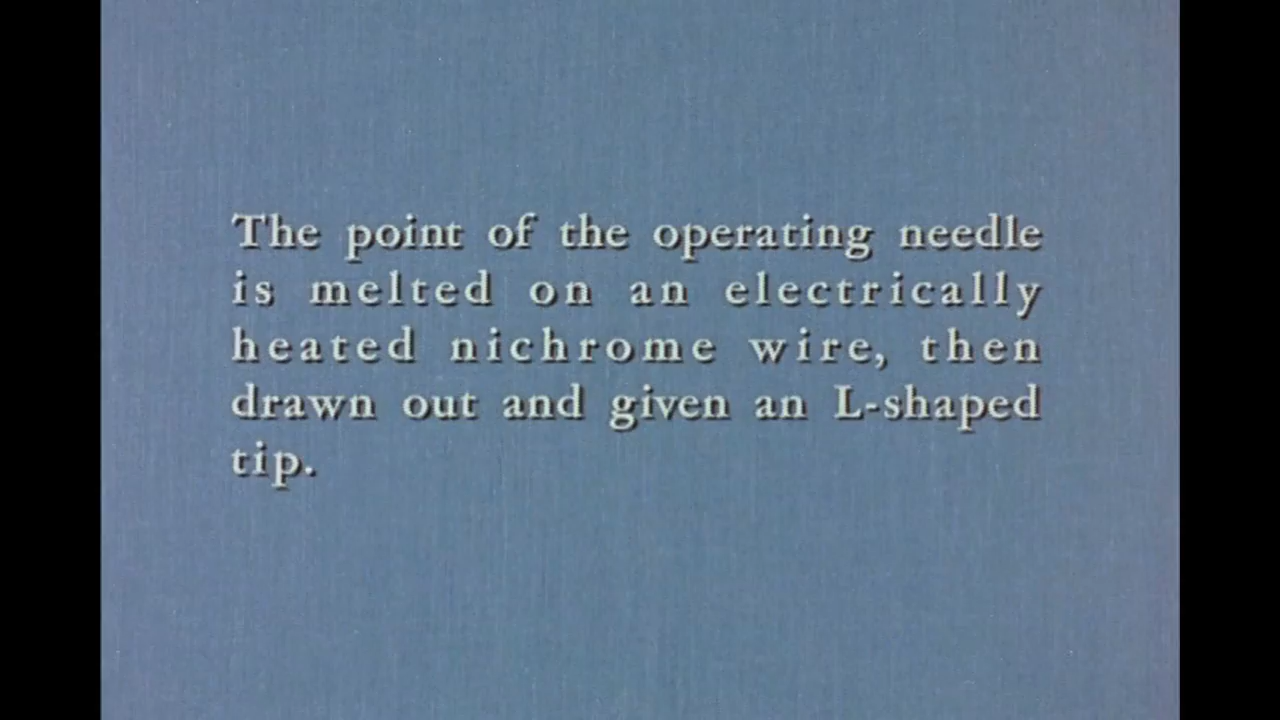 The point of the operating needle
is melted on an electrically
heated nichrome wire, then
drawn out and given an L-shaped
tip.